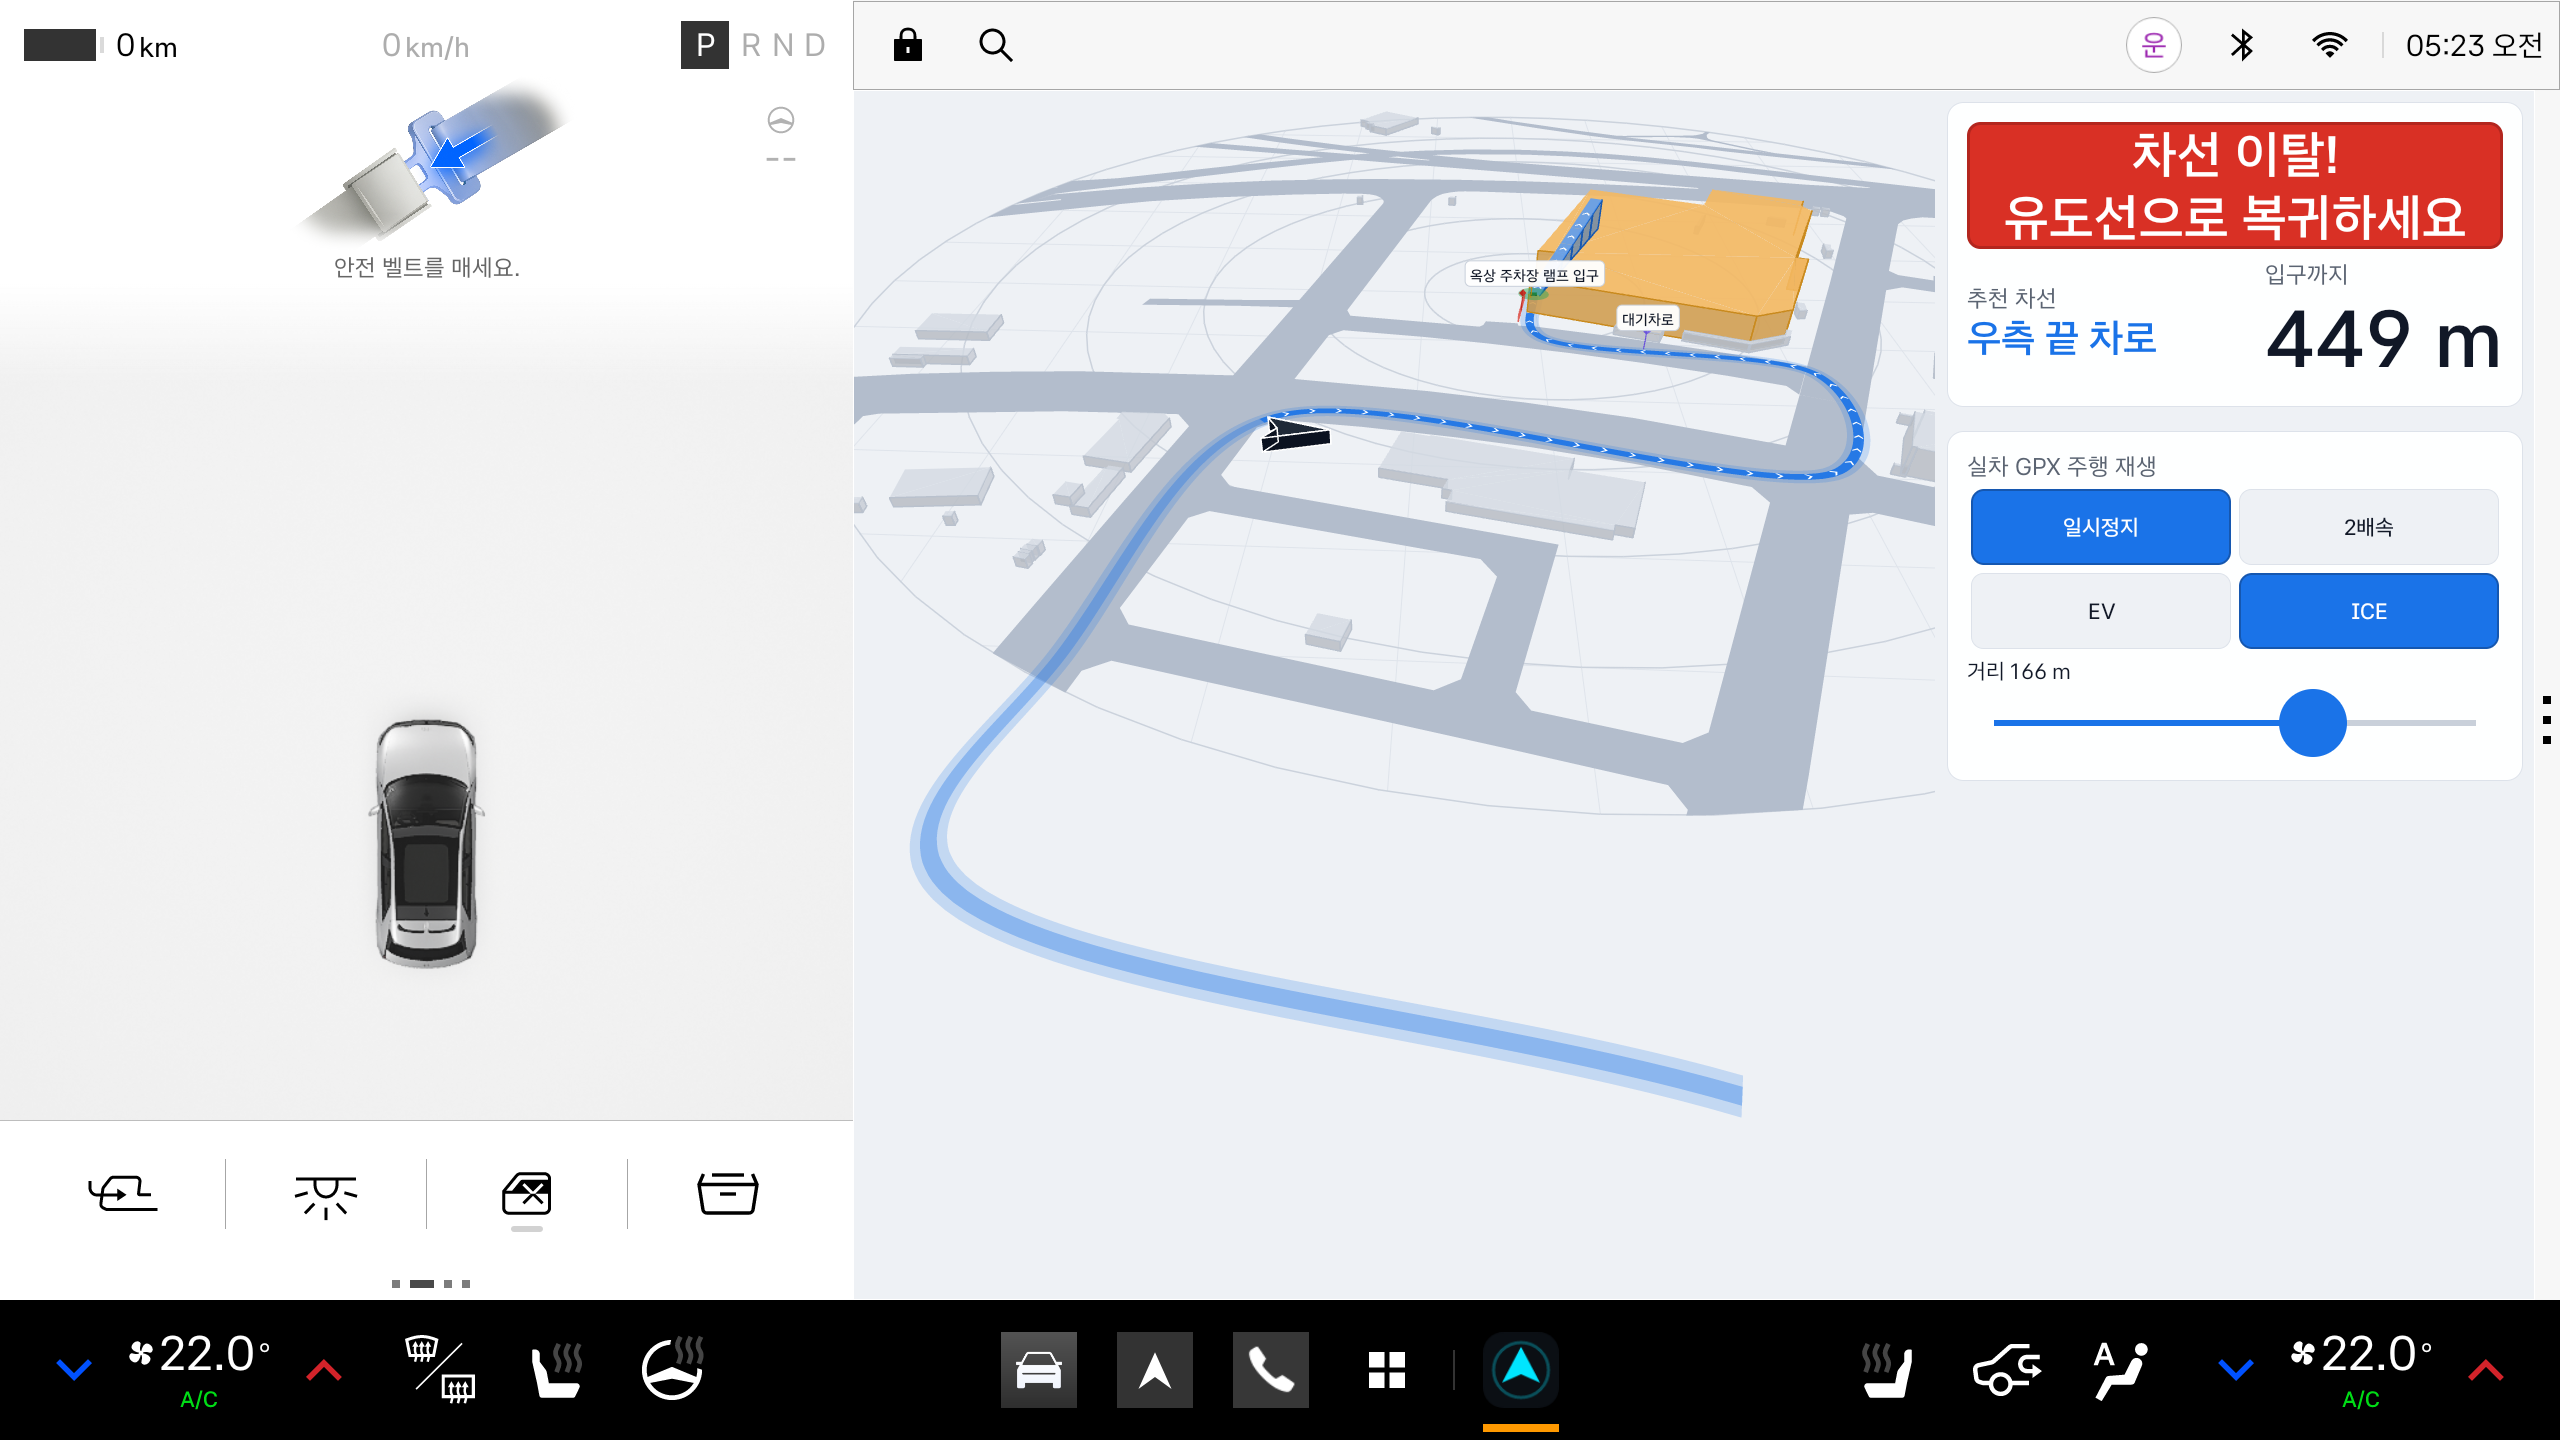 0 km
0 km/h
P R N D
운
05:23 오전
안전 벨트를 매세요.
옥상 주차장 램프 입구
대기차로
차선 이탈!
유도선으로 복귀하세요
추천 차선
우측 끝 차로
입구까지
449 m
실차 GPX 주행 재생
일시정지
2배속
EV
ICE
거리 166 m
22.0°
A/C
A
22.0°
A/C